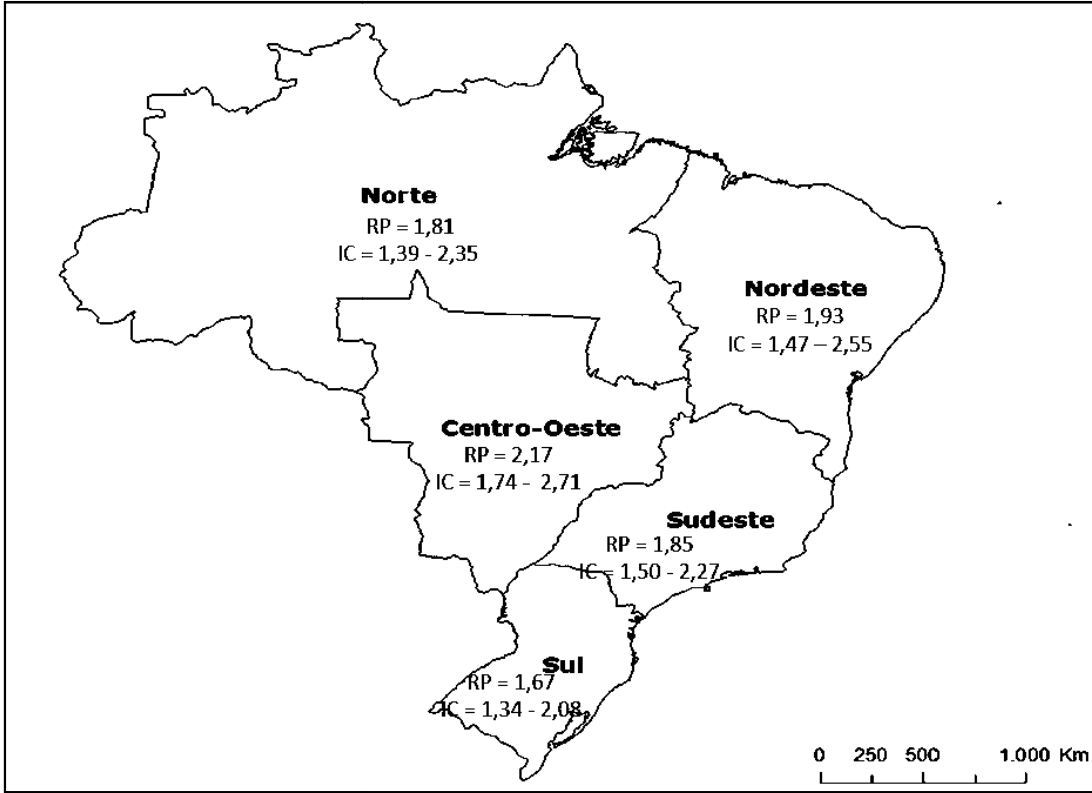 Norte
RP = 1,81
IC = 1,39 - 2,35
Nordeste
RP = 1,93
IC = 1,47 – 2,55
Centro-Oeste
RP = 2,17
IC = 1,74 - 2,71
Sudeste
RP = 1,85
IC = 1,50 - 2,27
Sul
RP = 1,67
IC = 1,34 - 2,08
0 250 500 1.000 Km